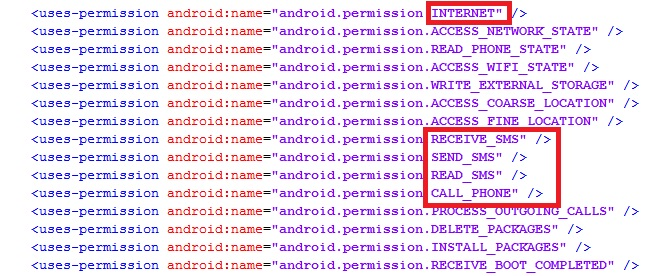 <uses-permission android:name="android.permission.INTERNET" />
<uses-permission android:name="android.permission.ACCESS_NETWORK_STATE" />
<uses-permission android:name="android.permission.READ_PHONE_STATE" />
<uses-permission android:name="android.permission.ACCESS_WIFI_STATE" />
<uses-permission android:name="android.permission.WRITE_EXTERNAL_STORAGE" />
<uses-permission android:name="android.permission.ACCESS_COARSE_LOCATION" />
<uses-permission android:name="android.permission.ACCESS_FINE_LOCATION" />
<uses-permission android:name="android.permission.RECEIVE_SMS" />
<uses-permission android:name="android.permission.SEND_SMS" />
<uses-permission android:name="android.permission.READ_SMS" />
<uses-permission android:name="android.permission.CALL_PHONE" />
<uses-permission android:name="android.permission.PROCESS_OUTGOING_CALLS" />
<uses-permission android:name="android.permission.DELETE_PACKAGES" />
<uses-permission android:name="android.permission.INSTALL_PACKAGES" />
<uses-permission android:name="android.permission.RECEIVE_BOOT_COMPLETED" />